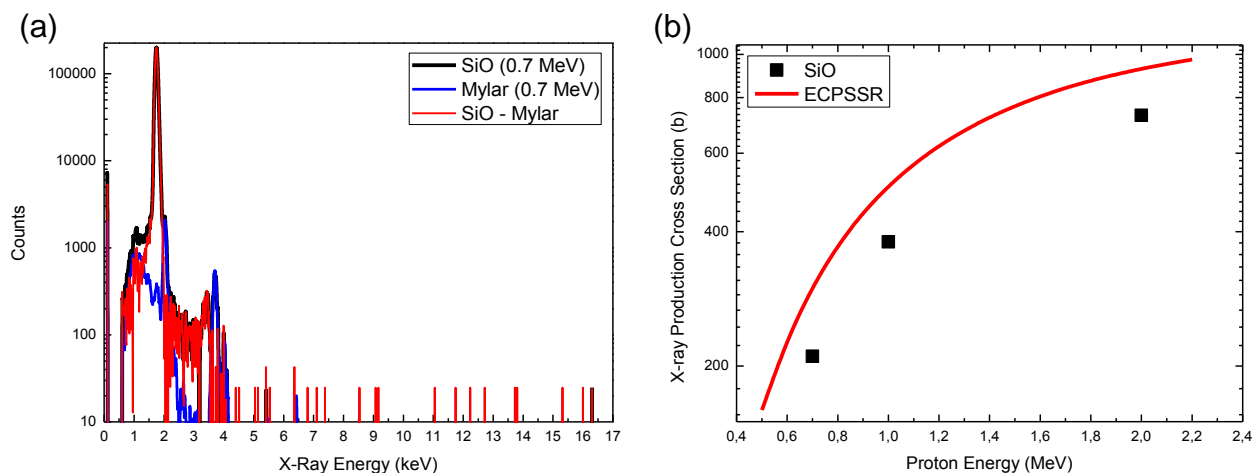 (a)
SiO (0.7 MeV)
Mylar (0.7 MeV)
SiO - Mylar
100000
10000
1000
100
10
Counts
0 1 2 3 4 5 6 7 8 9 10 11 12 13 14 15 16 17
X-Ray Energy (keV)
(b)
SiO
ECPSSR
1000
800
600
400
200
X-ray Production Cross Section (b)
0,4 0,6 0,8 1,0 1,2 1,4 1,6 1,8 2,0 2,2 2,4
Proton Energy (MeV)